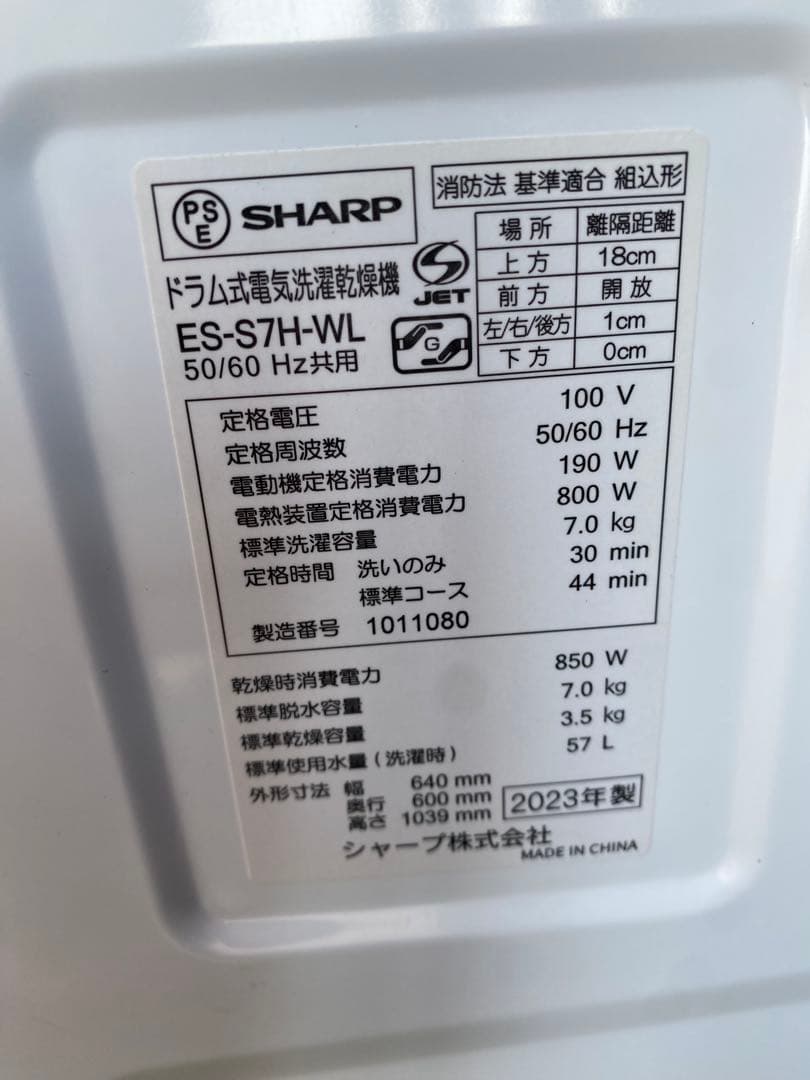 PS E SHARP
消防法 基準適合 組込形
場所 離隔距離
上方 18cm
前方 開放
左/右/後方 1cm
下方 0cm
ドラム式電気洗濯乾燥機
S JET
ES-S7H-WL
50/60 Hz共用
G
定格電圧 100 V
定格周波数 50/60 Hz
電動機定格消費電力 190 W
電熱装置定格消費電力 800 W
標準洗濯容量 7.0 kg
定格時間 洗いのみ 30 min
標準コース 44 min
製造番号 1011080
乾燥時消費電力 850 W
標準脱水容量 7.0 kg
標準乾燥容量 3.5 kg
標準使用水量(洗濯時) 57 L
外形寸法 幅 640 mm
奥行 600 mm
高さ 1039 mm
2023年製
シャープ株式会社
MADE IN CHINA